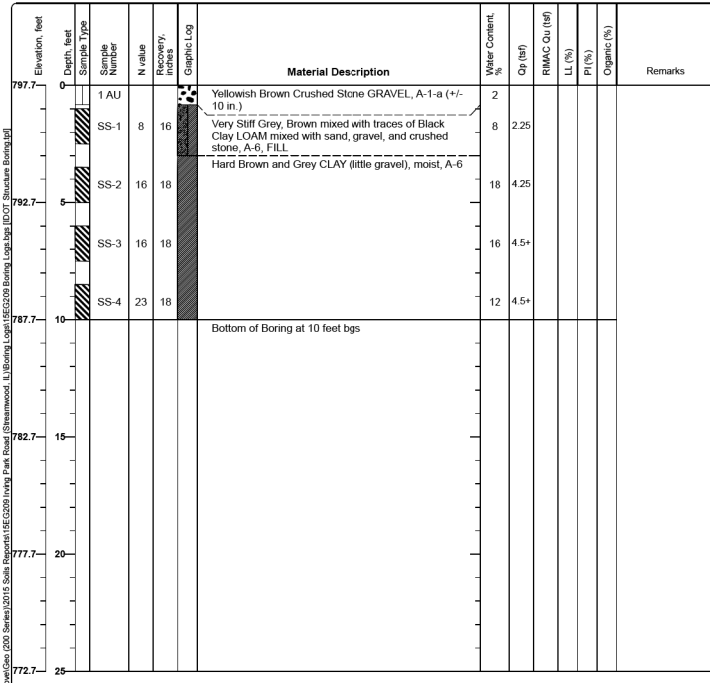 Elevation, feet
Depth, feet
Sample Type
Sample Number
N value
Recovery, inches
Graphic Log
Material Description
Water Content, %
Qp (tsf)
RIMAC Qu (tsf)
LL (%)
PI (%)
Organic (%)
Remarks
797.7 0
1 AU Yellowish Brown Crushed Stone GRAVEL, A-1-a (+/- 2
10 in.)
SS-1 8 16 Very Stiff Grey, Brown mixed with traces of Black 8 2.25
Clay LOAM mixed with sand, gravel, and crushed
stone, A-6, FILL
Hard Brown and Grey CLAY (little gravel), moist, A-6
SS-2 16 18 18 4.25
792.7 5
SS-3 16 18 16 4.5+
SS-4 23 18 12 4.5+
787.7 10
Bottom of Boring at 10 feet bgs
782.7 15
777.7 20
772.7 25
ove\Geo (200 Series)\2015 Soils Reports\15EG209 Irving Park Road (Streamwood, IL)\Boring Logs\15EG209 Boring Logs.bgs [IDOT Structure Boring.tpl]